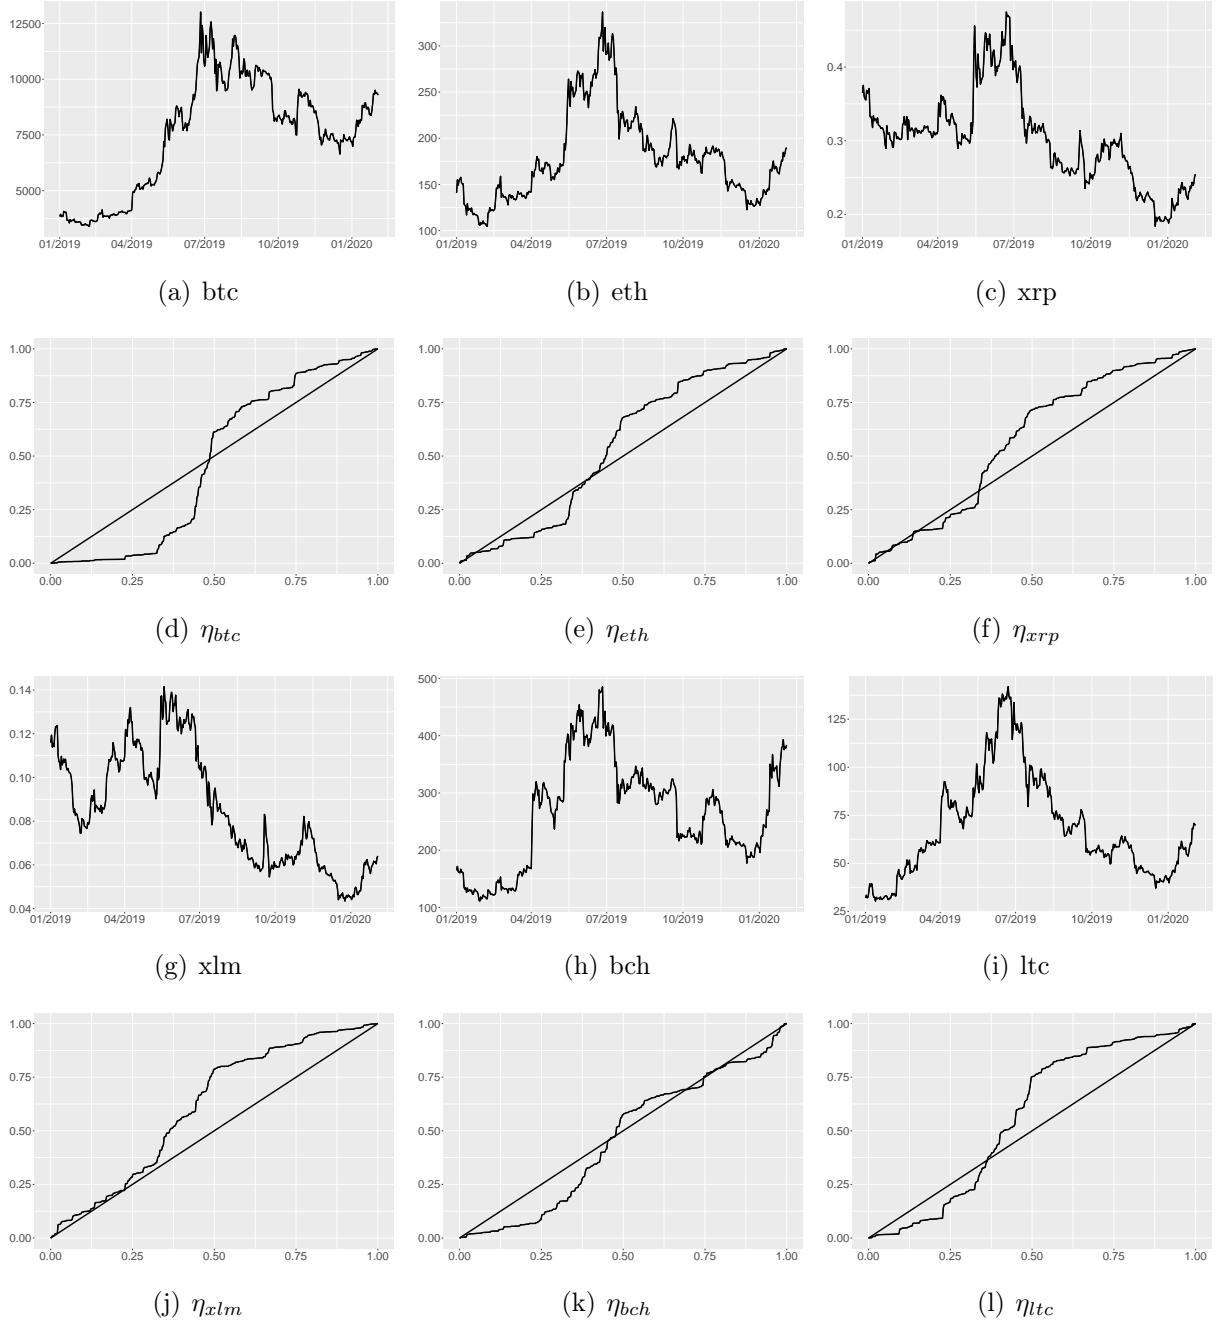 12500
10000
7500
5000
01/2019 04/2019 07/2019 10/2019 01/2020
(a) btc
350
300
250
200
150
100
01/2019 04/2019 07/2019 10/2019 01/2020
(b) eth
0.4
0.3
0.2
01/2019 04/2019 07/2019 10/2019 01/2020
(c) xrp
1.00
0.75
0.50
0.25
0.00
0.00 0.25 0.50 0.75 1.00
(d) η_btc
1.00
0.75
0.50
0.25
0.00
0.00 0.25 0.50 0.75 1.00
(e) η_eth
1.00
0.75
0.50
0.25
0.00
0.00 0.25 0.50 0.75 1.00
(f) η_xrp
0.14
0.12
0.10
0.08
0.06
0.04
01/2019 04/2019 07/2019 10/2019 01/2020
(g) xlm
500
400
300
200
100
01/2019 04/2019 07/2019 10/2019 01/2020
(h) bch
125
100
75
50
25
01/2019 04/2019 07/2019 10/2019 01/2020
(i) ltc
1.00
0.75
0.50
0.25
0.00
0.00 0.25 0.50 0.75 1.00
(j) η_xlm
1.00
0.75
0.50
0.25
0.00
0.00 0.25 0.50 0.75 1.00
(k) η_bch
1.00
0.75
0.50
0.25
0.00
0.00 0.25 0.50 0.75 1.00
(l) η_ltc